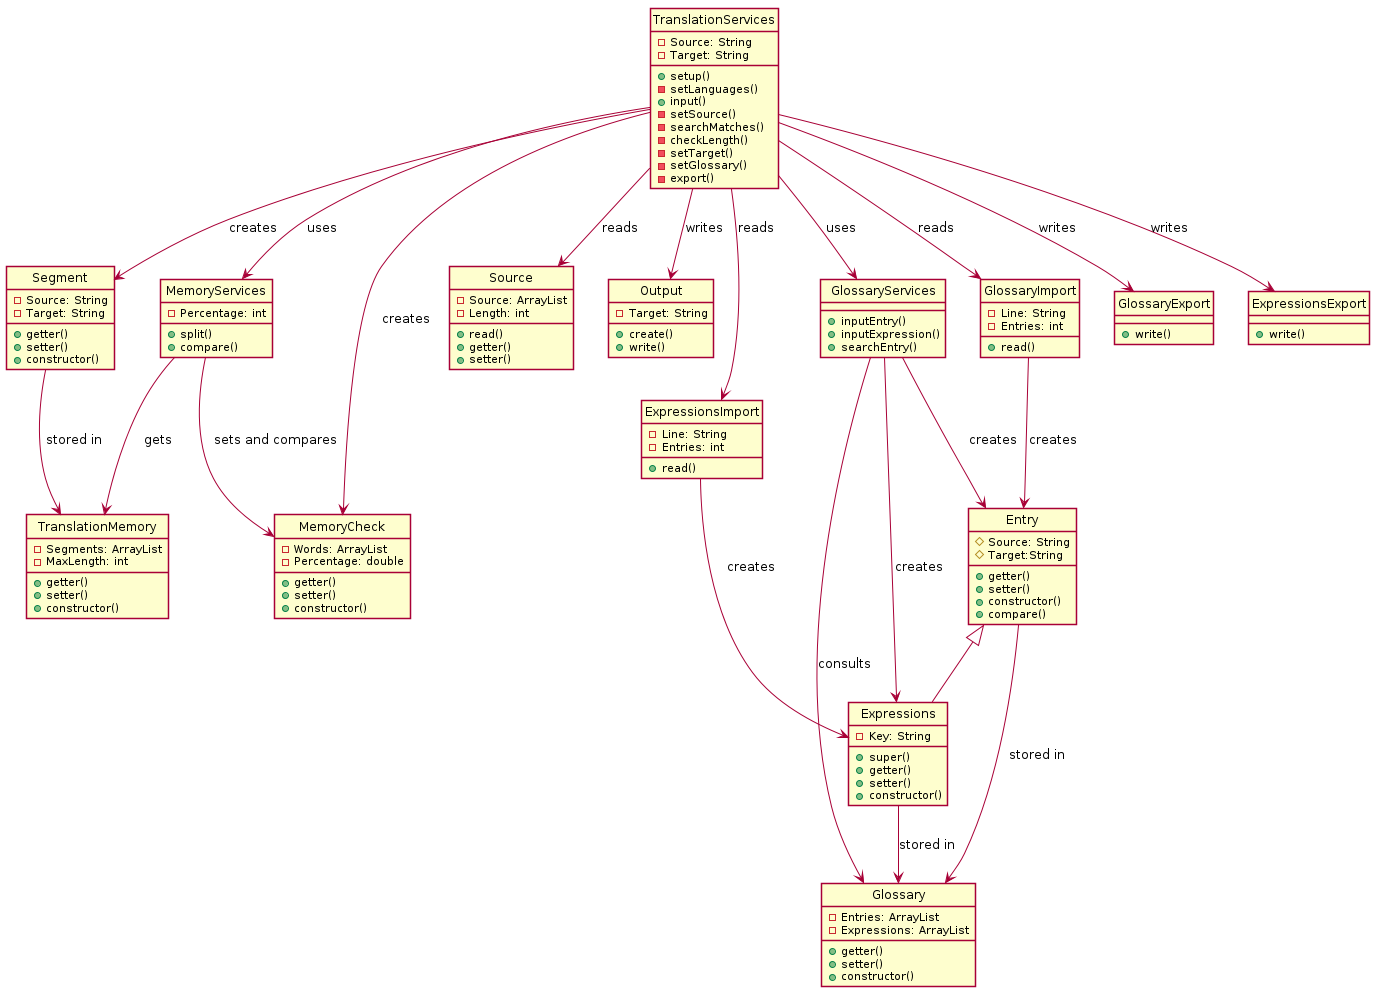 TranslationServices
Source: String
Target: String
setup()
setLanguages()
input()
setSource()
searchMatches()
checkLength()
setTarget()
setGlossary()
export()
creates
uses
creates
reads
writes
reads
uses
reads
writes
writes
Segment
Source: String
Target: String
getter()
setter()
constructor()
MemoryServices
Percentage: int
split()
compare()
Source
Source: ArrayList
Length: int
read()
getter()
setter()
Output
Target: String
create()
write()
GlossaryServices
inputEntry()
inputExpression()
searchEntry()
GlossaryImport
Line: String
Entries: int
read()
GlossaryExport
write()
ExpressionsExport
write()
ExpressionsImport
Line: String
Entries: int
read()
stored in
gets
sets and compares
creates
creates
TranslationMemory
Segments: ArrayList
MaxLength: int
getter()
setter()
constructor()
MemoryCheck
Words: ArrayList
Percentage: double
getter()
setter()
constructor()
Entry
Source: String
Target:String
getter()
setter()
constructor()
compare()
creates
creates
consults
Expressions
Key: String
super()
getter()
setter()
constructor()
stored in
stored in
Glossary
Entries: ArrayList
Expressions: ArrayList
getter()
setter()
constructor()